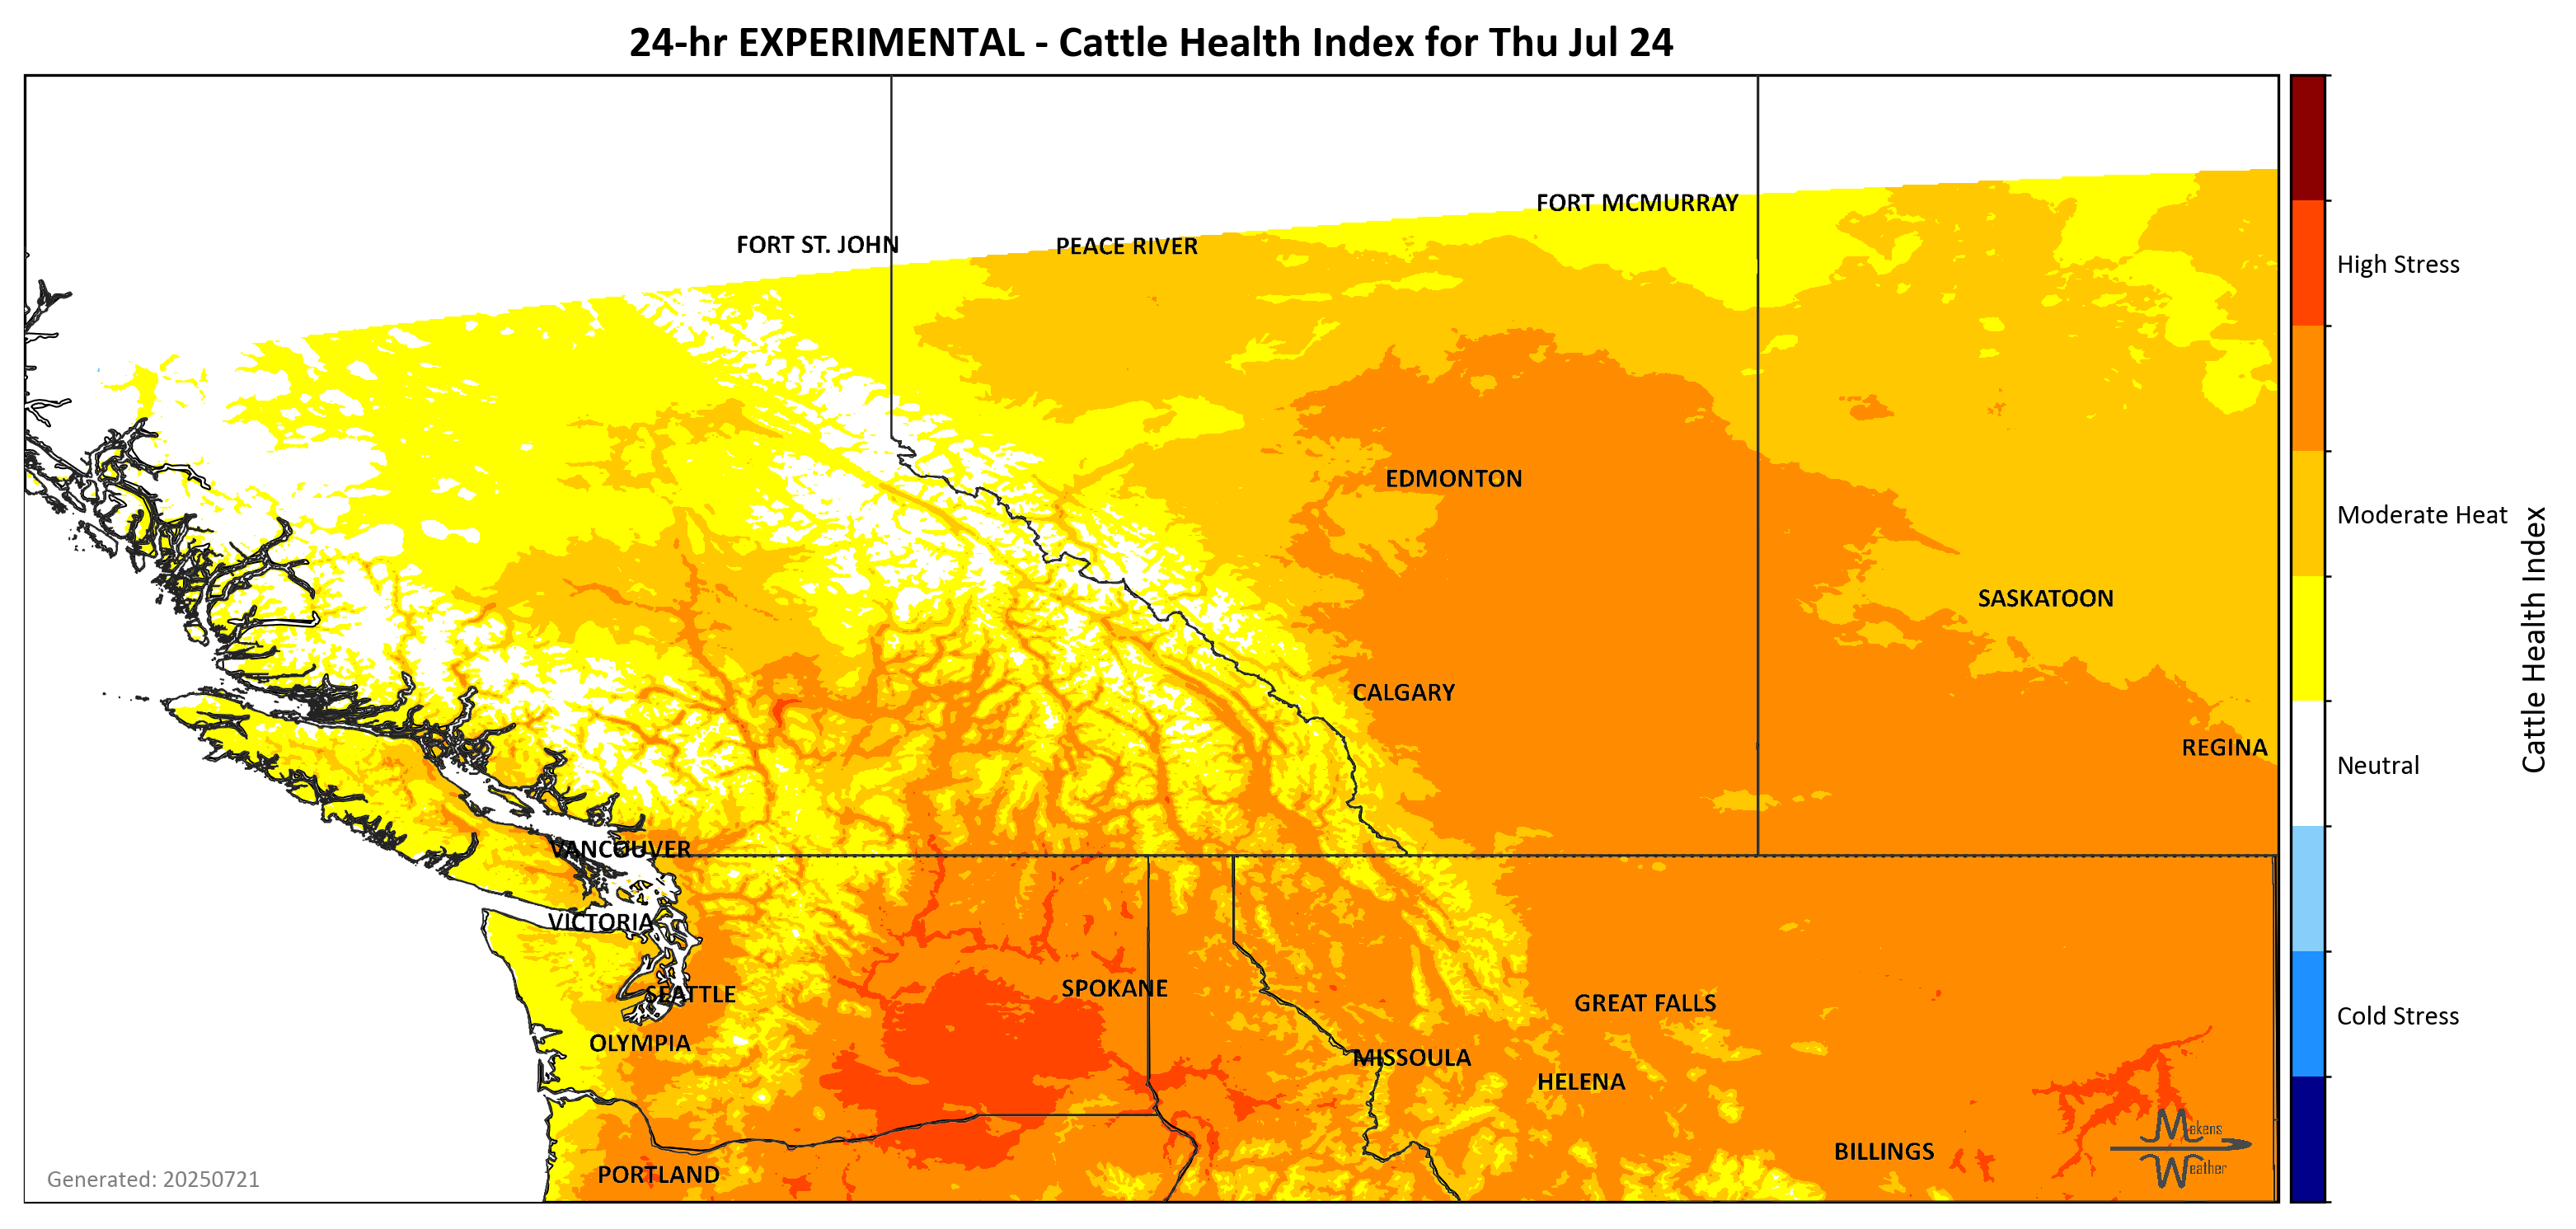 24-hr EXPERIMENTAL - Cattle Health Index for Thu Jul 24
FORT MCMURRAY
FORT ST. JOHN
PEACE RIVER
High Stress
EDMONTON
Moderate Heat
SASKATOON
CALGARY
REGINA
Cattle Health Index
Neutral
VANCOUVER
VICTORIA
SEATTLE
SPOKANE
GREAT FALLS
OLYMPIA
MISSOULA
HELENA
Cold Stress
PORTLAND
BILLINGS
Makens
Weather
Generated: 20250721